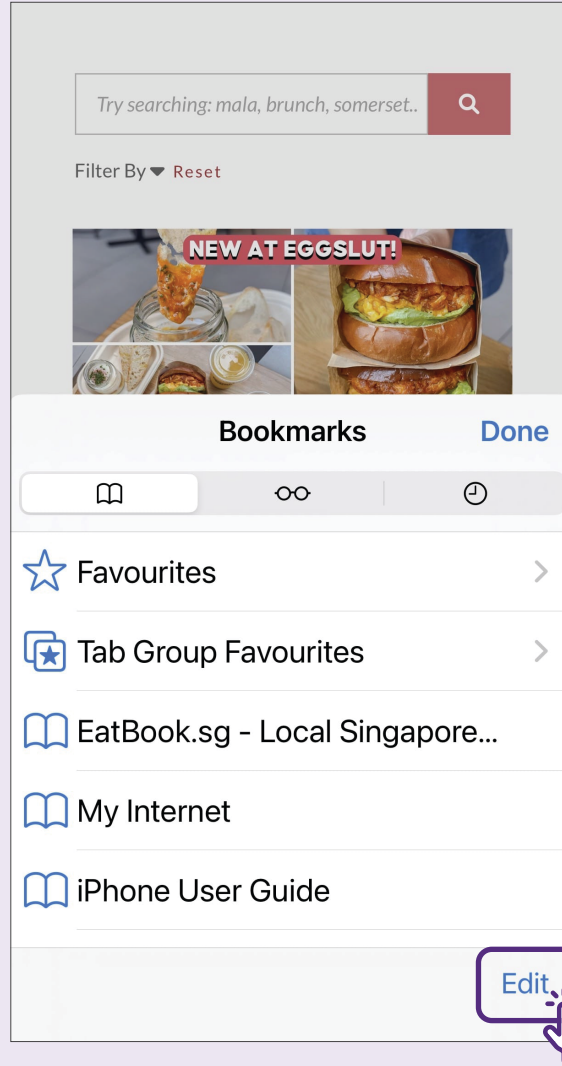 Try searching: mala, brunch, somerset..
Filter By Reset
NEW AT EGGSLUT!
Bookmarks Done
Favourites
Tab Group Favourites
EatBook.sg - Local Singapore...
My Internet
iPhone User Guide
Edit